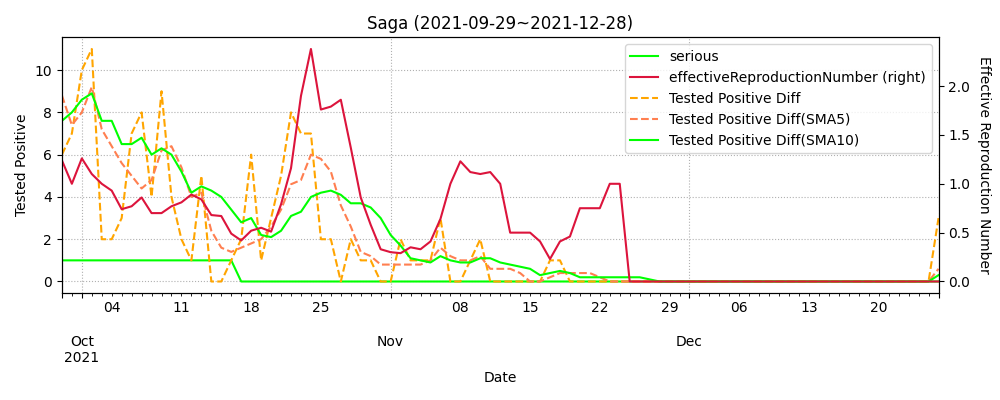 Saga (2021-09-29~2021-12-28)
serious
effectiveReproductionNumber (right)
Tested Positive Diff
Tested Positive Diff(SMA5)
Tested Positive Diff(SMA10)
Tested Positive
10
8
6
4
2
0
Effective Reproduction Number
2.0
1.5
1.0
0.5
0.0
04 11 18 25 08 15 22 29 06 13 20
Oct Nov Dec
2021
Date